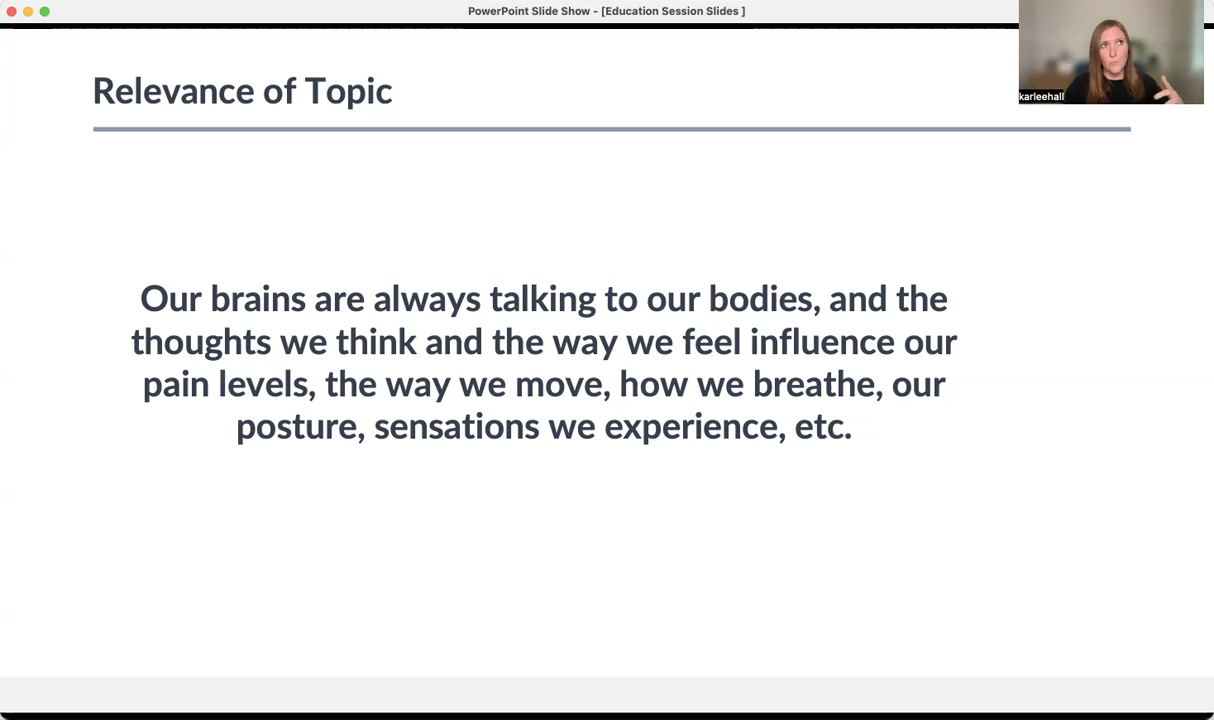 PowerPoint Slide Show - [Education Session Slides ]
karleehall
Relevance of Topic
Our brains are always talking to our bodies, and the
thoughts we think and the way we feel influence our
pain levels, the way we move, how we breathe, our
posture, sensations we experience, etc.